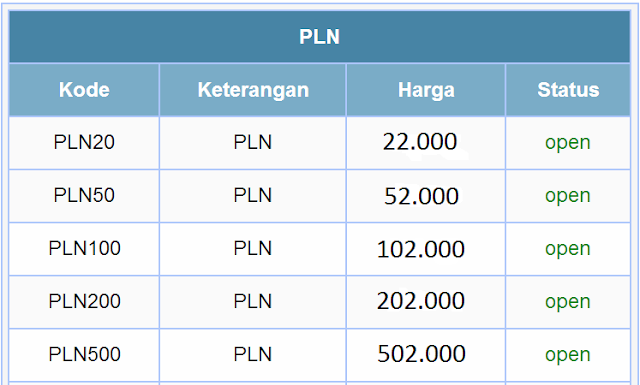 PLN
Kode Keterangan Harga Status
PLN20 PLN 22.000 open
PLN50 PLN 52.000 open
PLN100 PLN 102.000 open
PLN200 PLN 202.000 open
PLN500 PLN 502.000 open